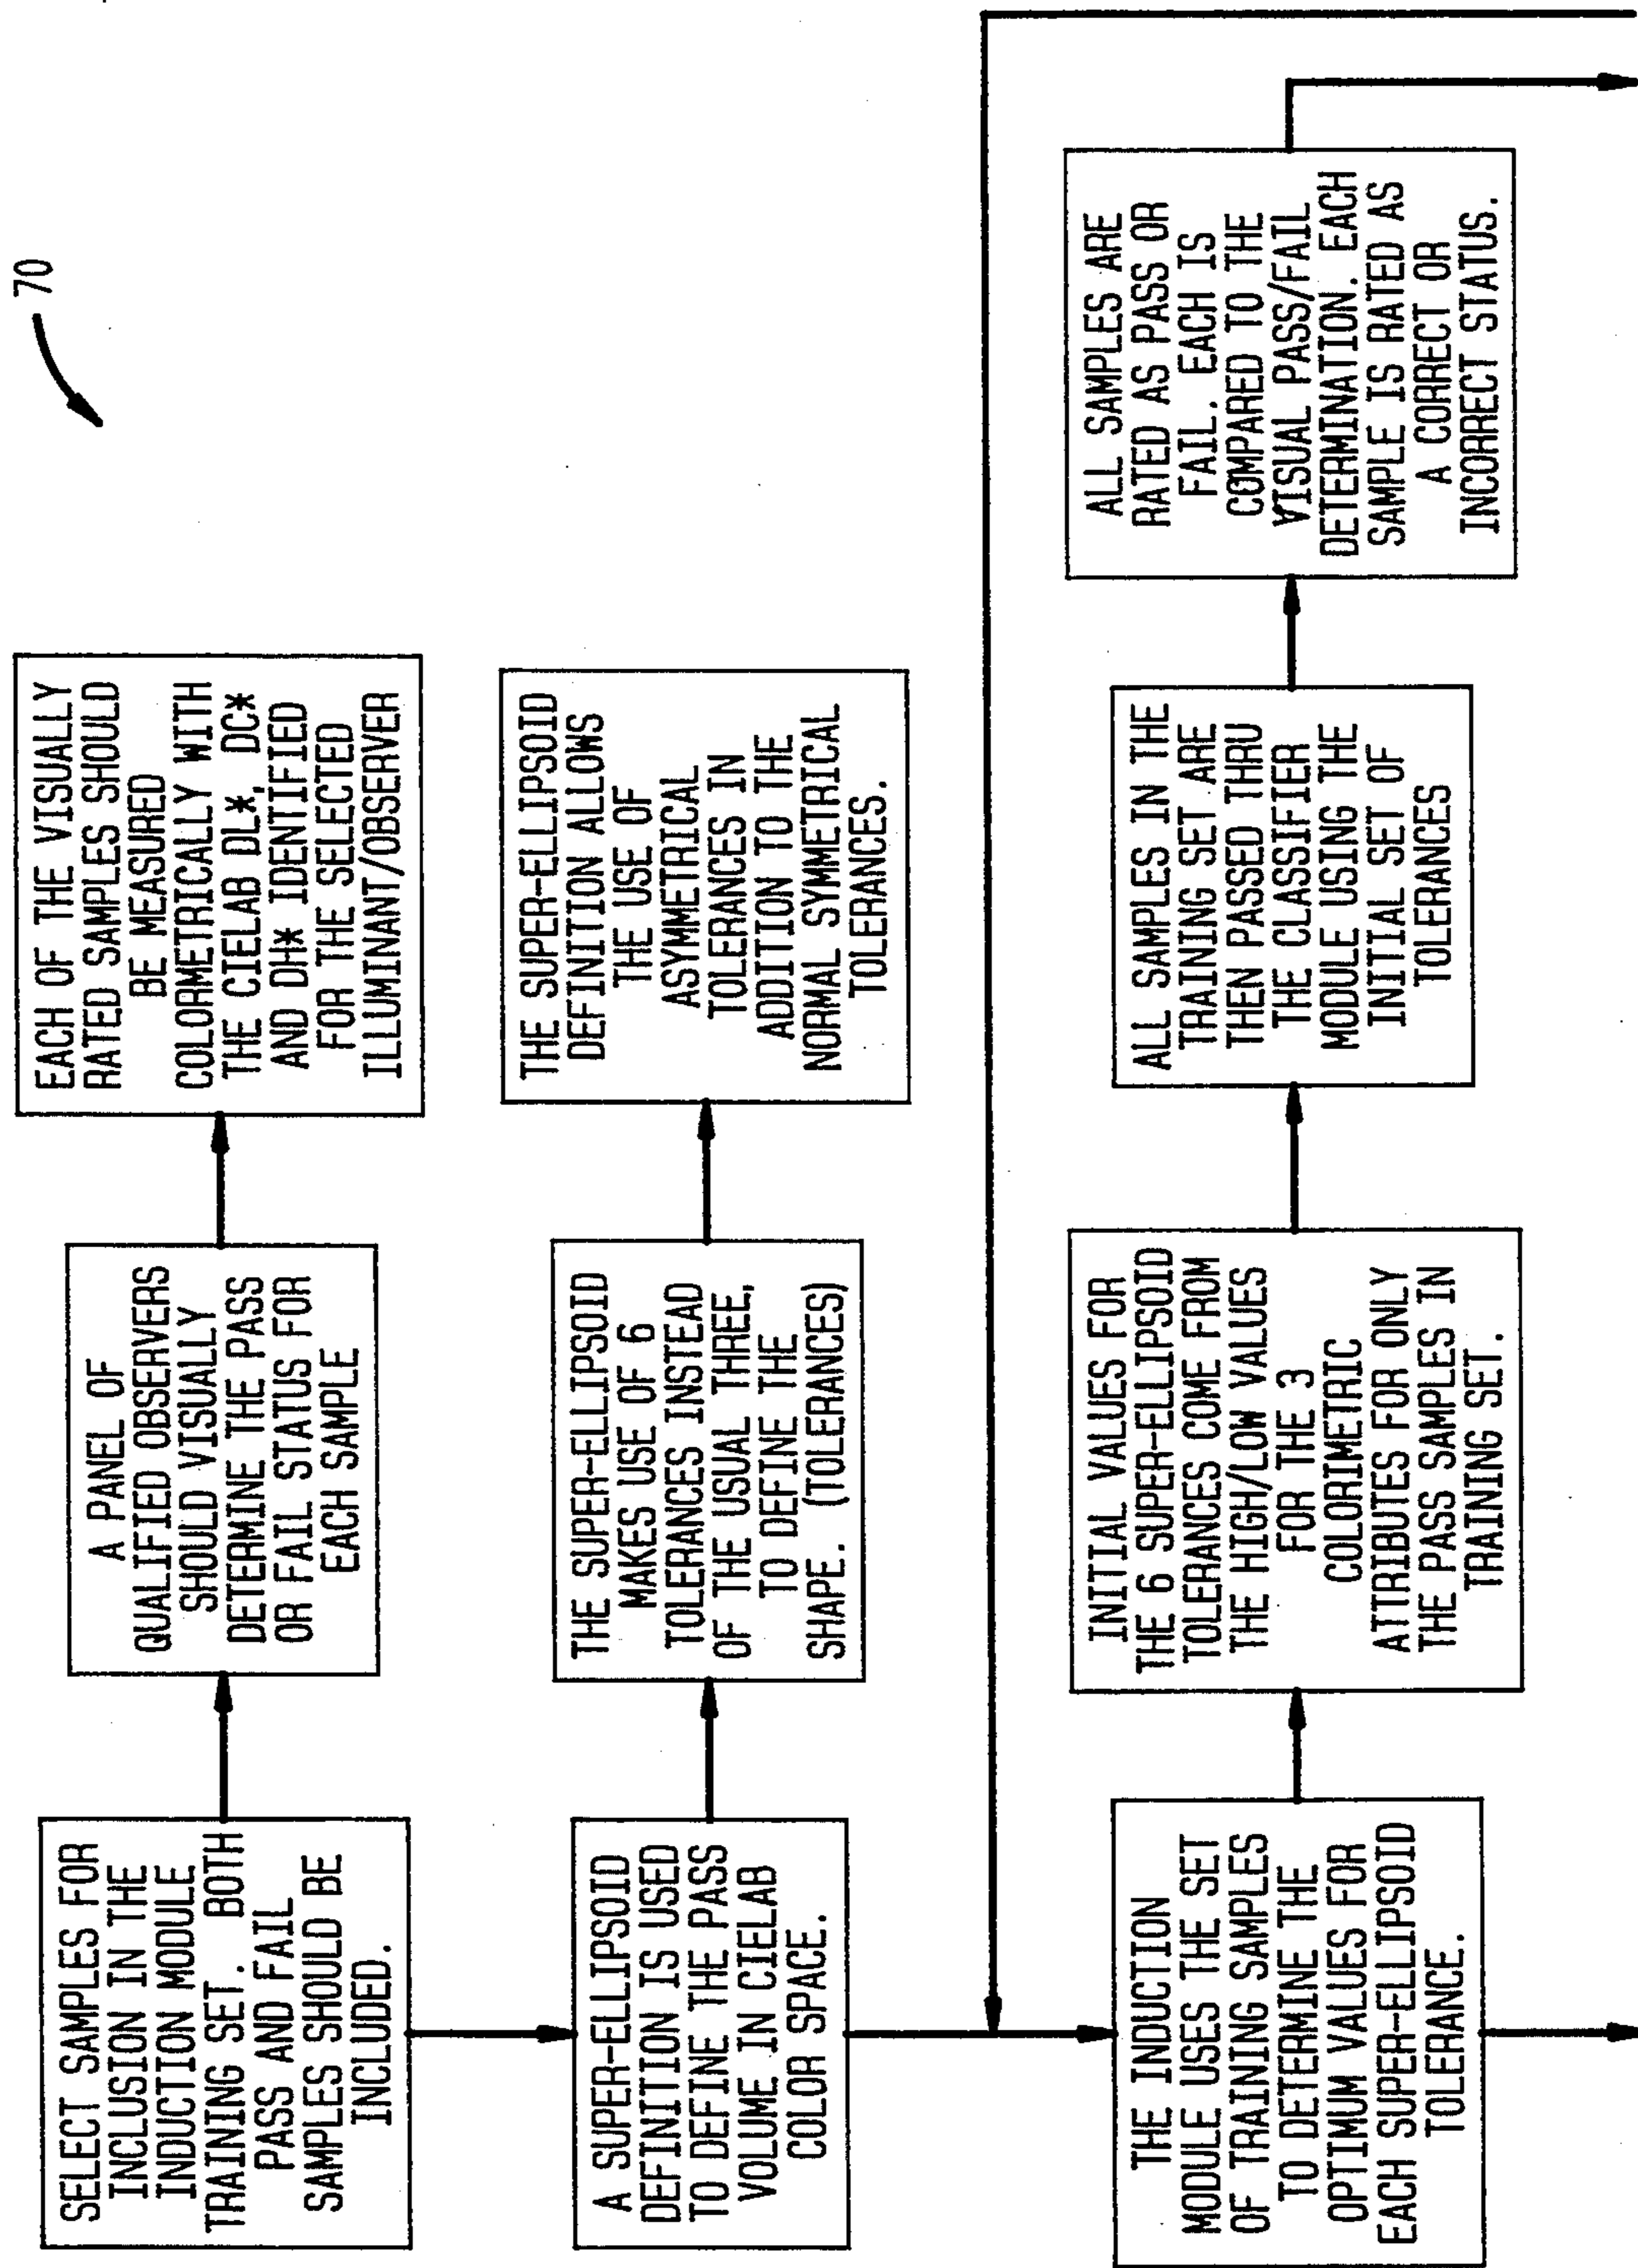 70
SELECT SAMPLES FOR
INCLUSION IN THE
INDUCTION MODULE
TRAINING SET. BOTH
PASS AND FAIL
SAMPLES SHOULD BE
INCLUDED.
A PANEL OF
QUALIFIED OBSERVERS
SHOULD VISUALLY
DETERMINE THE PASS
OR FAIL STATUS FOR
EACH SAMPLE
EACH OF THE VISUALLY
RATED SAMPLES SHOULD
BE MEASURED
COLORMETRICALLY WITH
THE CIELAB DL*, DC*
AND DH* IDENTIFIED
FOR THE SELECTED
ILLUMINANT/OBSERVER
A SUPER-ELLIPSOID
DEFINITION IS USED
TO DEFINE THE PASS
VOLUME IN CIELAB
COLOR SPACE.
THE SUPER-ELLIPSOID
MAKES USE OF 6
TOLERANCES INSTEAD
OF THE USUAL THREE,
TO DEFINE THE
SHAPE. (TOLERANCES)
THE SUPER-ELLIPSOID
DEFINITION ALLOWS
THE USE OF
ASYMMETRICAL
TOLERANCES IN
ADDITION TO THE
NORMAL SYMMETRICAL
TOLERANCES.
THE INDUCTION
MODULE USES THE SET
OF TRAINING SAMPLES
TO DETERMINE THE
OPTIMUM VALUES FOR
EACH SUPER-ELLIPSOID
TOLERANCE.
INITIAL VALUES FOR
THE 6 SUPER-ELLIPSOID
TOLERANCES COME FROM
THE HIGH/LOW VALUES
FOR THE 3
COLORIMETRIC
ATTRIBUTES FOR ONLY
THE PASS SAMPLES IN
TRAINING SET.
ALL SAMPLES IN THE
TRAINING SET ARE
THEN PASSED THRU
THE CLASSIFIER
MODULE USING THE
INITIAL SET OF
TOLERANCES
ALL SAMPLES ARE
RATED AS PASS OR
FAIL. EACH IS
COMPARED TO THE
VISUAL PASS/FAIL
DETERMINATION. EACH
SAMPLE IS RATED AS
A CORRECT OR
INCORRECT STATUS.